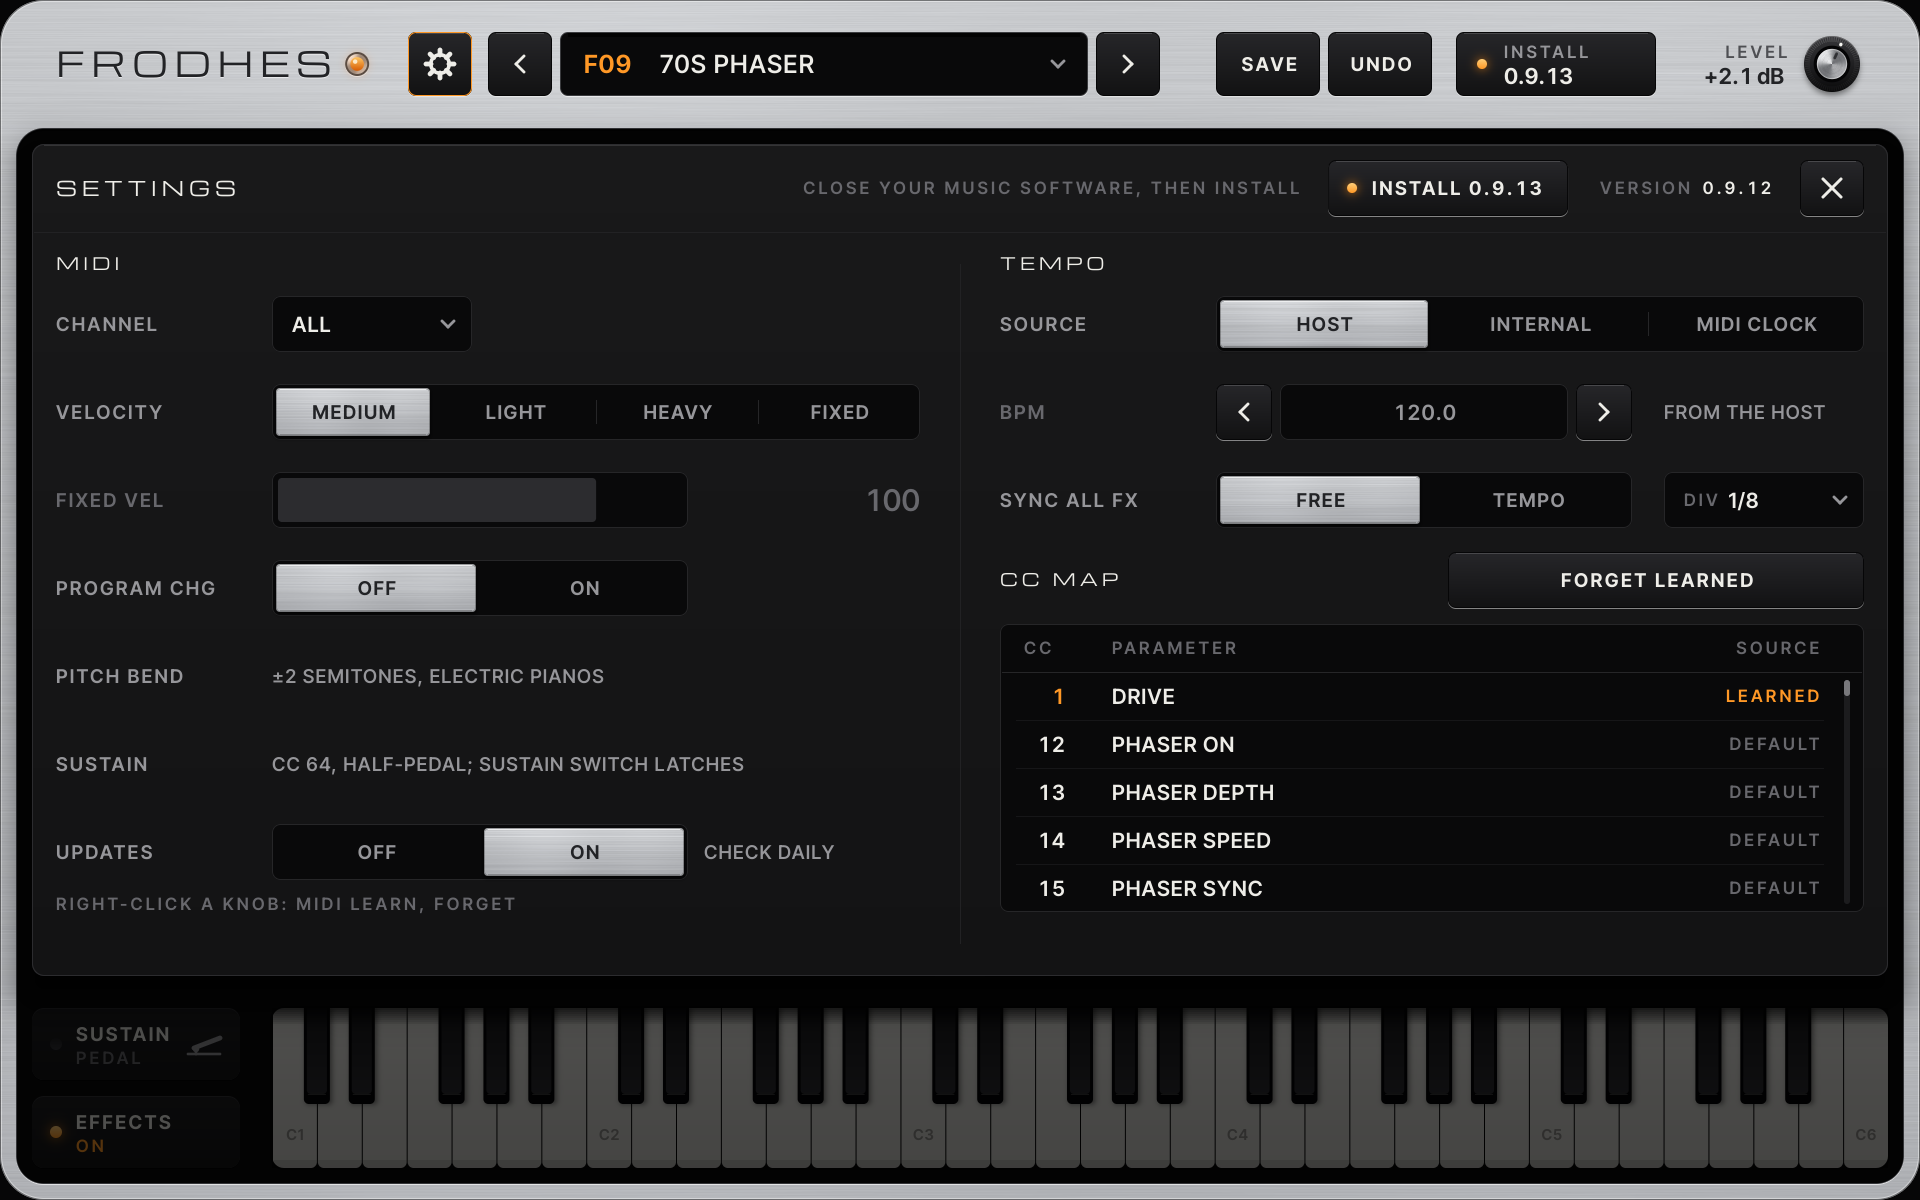 FRODHES
F09 70S PHASER
SAVE
UNDO
INSTALL
0.9.13
LEVEL
+2.1 dB
SETTINGS
CLOSE YOUR MUSIC SOFTWARE, THEN INSTALL
INSTALL 0.9.13
VERSION 0.9.12
MIDI
CHANNEL
ALL
VELOCITY
MEDIUM
LIGHT
HEAVY
FIXED
FIXED VEL
100
PROGRAM CHG
OFF
ON
PITCH BEND
±2 SEMITONES, ELECTRIC PIANOS
SUSTAIN
CC 64, HALF-PEDAL; SUSTAIN SWITCH LATCHES
UPDATES
OFF
ON
CHECK DAILY
RIGHT-CLICK A KNOB: MIDI LEARN, FORGET
TEMPO
SOURCE
HOST
INTERNAL
MIDI CLOCK
BPM
120.0
FROM THE HOST
SYNC ALL FX
FREE
TEMPO
DIV 1/8
CC MAP
FORGET LEARNED
CC PARAMETER SOURCE
1 DRIVE LEARNED
12 PHASER ON DEFAULT
13 PHASER DEPTH DEFAULT
14 PHASER SPEED DEFAULT
15 PHASER SYNC DEFAULT
SUSTAIN
PEDAL
EFFECTS
ON
C1
C2
C3
C4
C5
C6